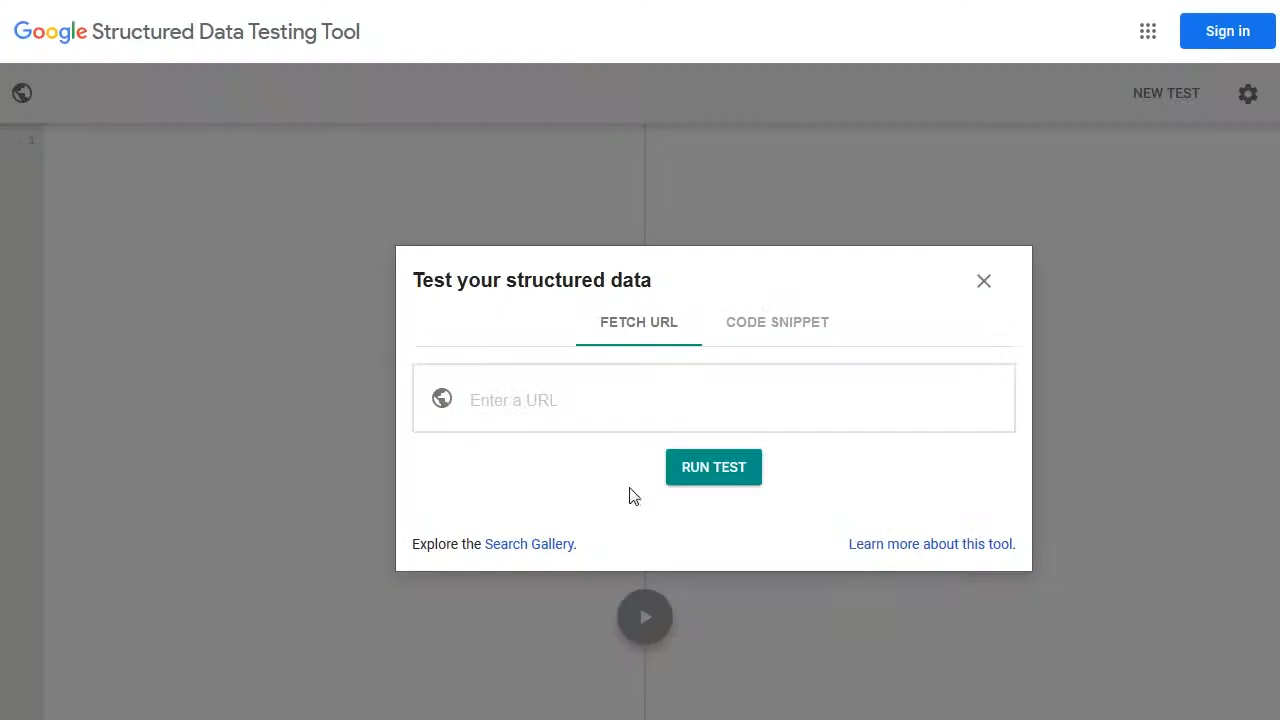 Google Structured Data Testing Tool
Sign in
NEW TEST
1
Test your structured data
FETCH URL
CODE SNIPPET
Enter a URL
RUN TEST
Explore the Search Gallery.
Learn more about this tool.